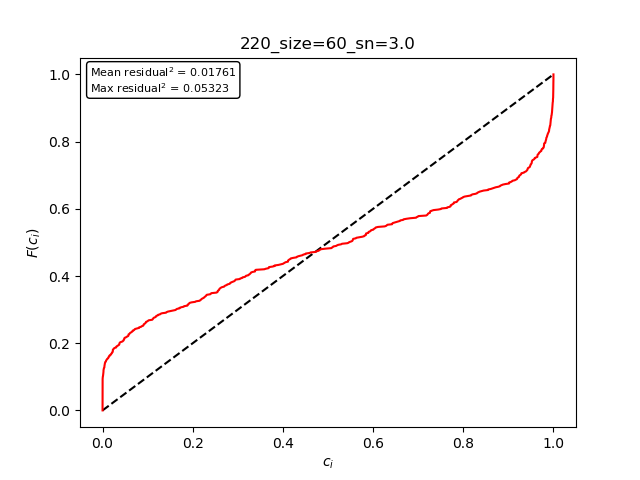 220_size=60_sn=3.0
Mean residual² = 0.01761
Max residual² = 0.05323
1.0
0.8
0.6
0.4
0.2
0.0
F(cᵢ)
0.0 0.2 0.4 0.6 0.8 1.0
cᵢ